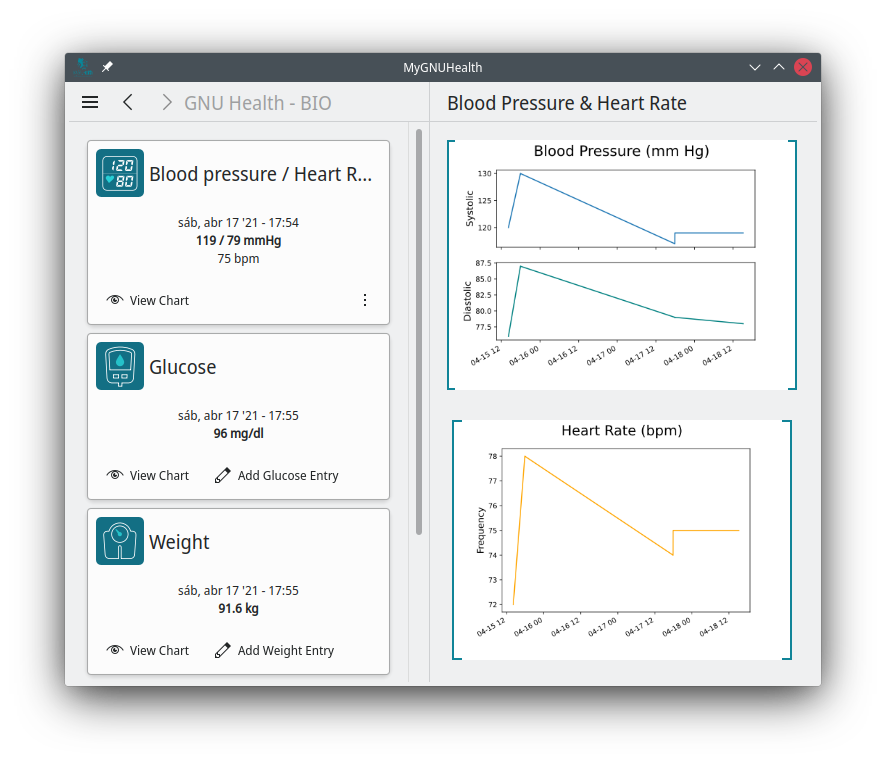 MyGNUHealth
GNU Health - BIO
120
80
Blood pressure / Heart R...
sáb, abr 17 '21 - 17:54
119 / 79 mmHg
75 bpm
View Chart
Glucose
sáb, abr 17 '21 - 17:55
96 mg/dl
View Chart
Add Glucose Entry
Weight
sáb, abr 17 '21 - 17:55
91.6 kg
View Chart
Add Weight Entry
Blood Pressure & Heart Rate
Blood Pressure (mm Hg)
Systolic
130
125
120
Diastolic
87.5
85.0
82.5
80.0
77.5
04-15 12
04-16 00
04-16 12
04-17 00
04-17 12
04-18 00
04-18 12
Heart Rate (bpm)
Frequency
78
77
76
75
74
73
72
04-15 12
04-16 00
04-16 12
04-17 00
04-17 12
04-18 00
04-18 12